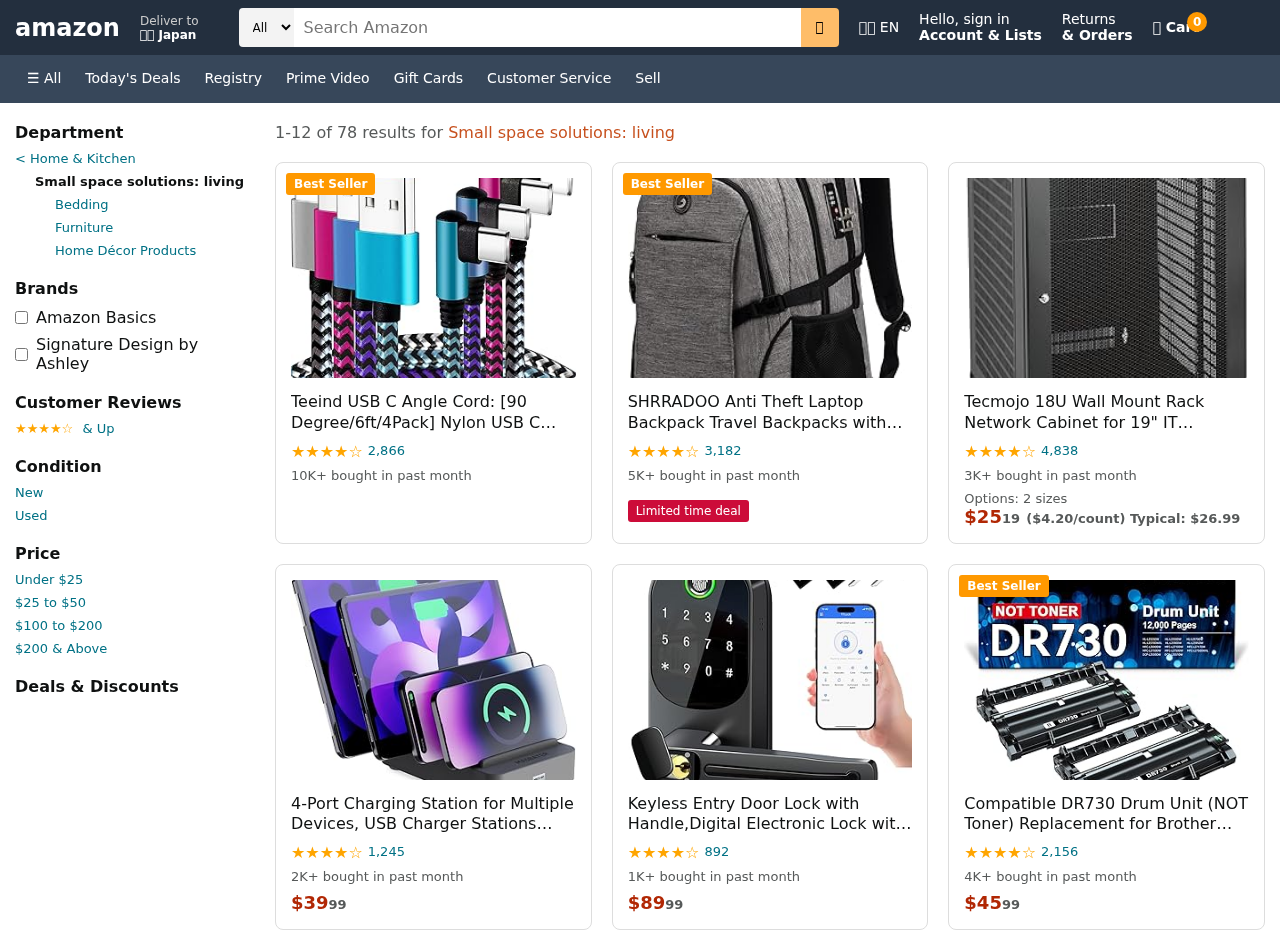 amazon
Deliver to
Japan
All
Search Amazon
EN
Hello, sign in
Account & Lists
Returns
& Orders
0
☰ All
Today's Deals
Registry
Prime Video
Gift Cards
Customer Service
Sell
Department
< Home & Kitchen
Small space solutions: living
Bedding
Furniture
Home Décor Products
Brands
Amazon Basics
Signature Design by
Ashley
Customer Reviews
★★★★☆ & Up
Condition
New
Used
Price
Under $25
$25 to $50
$100 to $200
$200 & Above
Deals & Discounts
1-12 of 78 results for Small space solutions: living
Best Seller
Teeind USB C Angle Cord: [90
Degree/6ft/4Pack] Nylon USB C…
★★★★☆ 2,866
10K+ bought in past month
Best Seller
SHRRADOO Anti Theft Laptop
Backpack Travel Backpacks with…
★★★★☆ 3,182
5K+ bought in past month
Limited time deal
Tecmojo 18U Wall Mount Rack
Network Cabinet for 19" IT…
★★★★☆ 4,838
3K+ bought in past month
Options: 2 sizes
$25 19 ($4.20/count) Typical: $26.99
4-Port Charging Station for Multiple
Devices, USB Charger Stations…
★★★★☆ 1,245
2K+ bought in past month
$39 99
1 2 3 4
5 6 7 8
* 9 0 #
Keyless Entry Door Lock with
Handle,Digital Electronic Lock wit…
★★★★☆ 892
1K+ bought in past month
$89 99
Best Seller
NOT TONER
DR730
Drum Unit
12,000 Pages
DR730
DR730
Compatible DR730 Drum Unit (NOT
Toner) Replacement for Brother…
★★★★☆ 2,156
4K+ bought in past month
$45 99